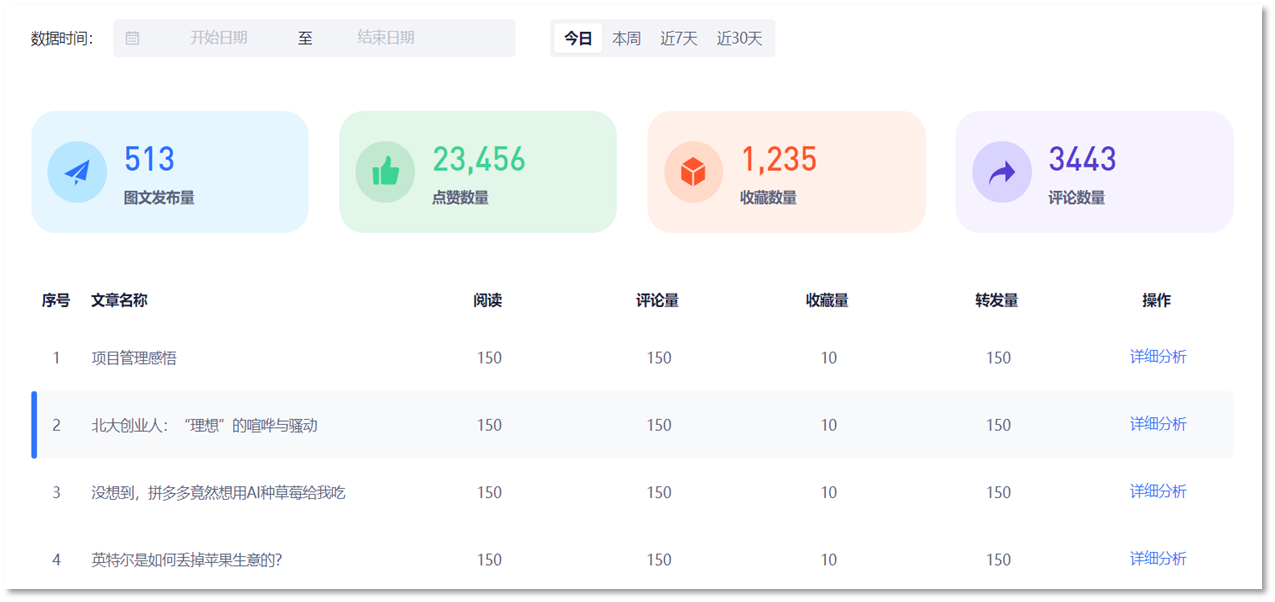 数据时间： 开始日期 至 结束日期 今日 本周 近7天 近30天
513 23,456 1,235 3443
图文发布量 点赞数量 收藏数量 评论数量
序号 文章名称 阅读 评论量 收藏量 转发量 操作
1 项目管理感悟 150 150 10 150 详细分析
2 北大创业人：“理想”的喧哗与骚动 150 150 10 150 详细分析
3 没想到，拼多多竟然想用AI种草莓给我吃 150 150 10 150 详细分析
4 英特尔是如何丢掉苹果生意的？ 150 150 10 150 详细分析